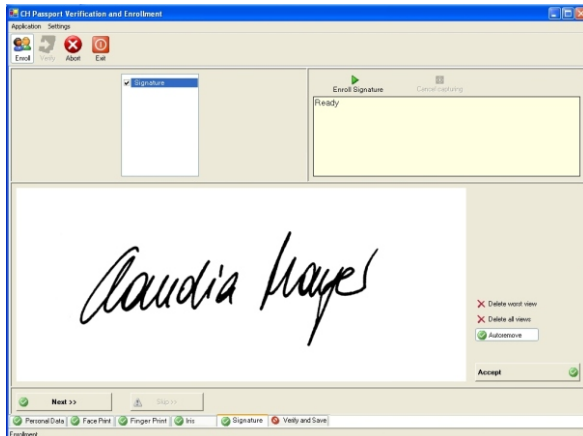 CH Passport Verification and Enrollment
Application Settings
Enroll Verify Abort Exit
Signature
Enroll Signature Cancel capturing
Ready
Claudia Mayer
Delete worst view
Delete all views
Autoremove
Accept
Next >> Skip >>
Personal Data Face Print Finger Print Iris Signature Verify and Save
Enrollment